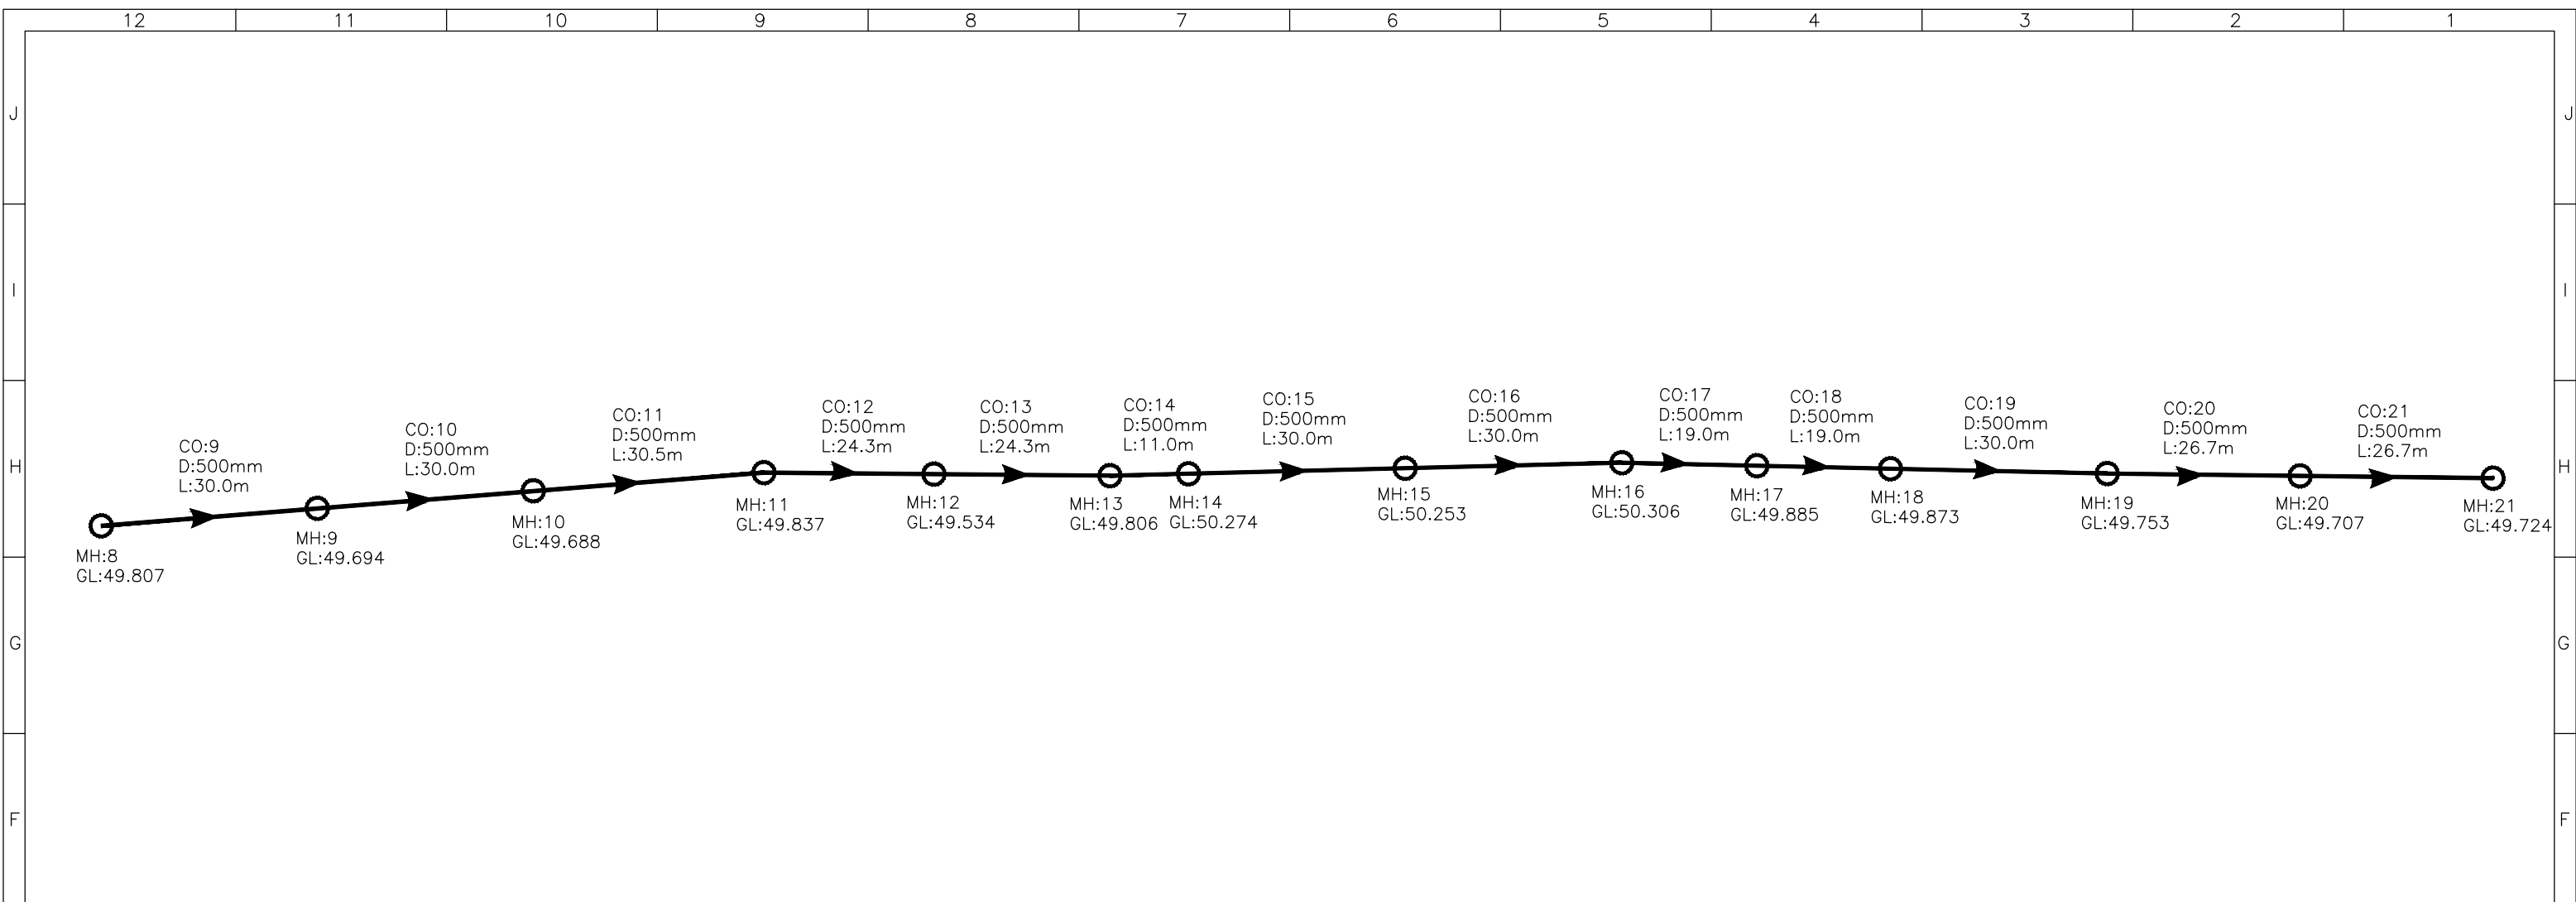 12 11 10 9 8 7 6 5 4 3 2 1
J J
I I
CO:9
D:500mm
L:30.0m
CO:10
D:500mm
L:30.0m
CO:11
D:500mm
L:30.5m
CO:12
D:500mm
L:24.3m
CO:13
D:500mm
L:24.3m
CO:14
D:500mm
L:11.0m
CO:15
D:500mm
L:30.0m
CO:16
D:500mm
L:30.0m
CO:17
D:500mm
L:19.0m
CO:18
D:500mm
L:19.0m
CO:19
D:500mm
L:30.0m
CO:20
D:500mm
L:26.7m
CO:21
D:500mm
L:26.7m
H H
MH:8
GL:49.807
MH:9
GL:49.694
MH:10
GL:49.688
MH:11
GL:49.837
MH:12
GL:49.534
MH:13
GL:49.806
MH:14
GL:50.274
MH:15
GL:50.253
MH:16
GL:50.306
MH:17
GL:49.885
MH:18
GL:49.873
MH:19
GL:49.753
MH:20
GL:49.707
MH:21
GL:49.724
G G
F F